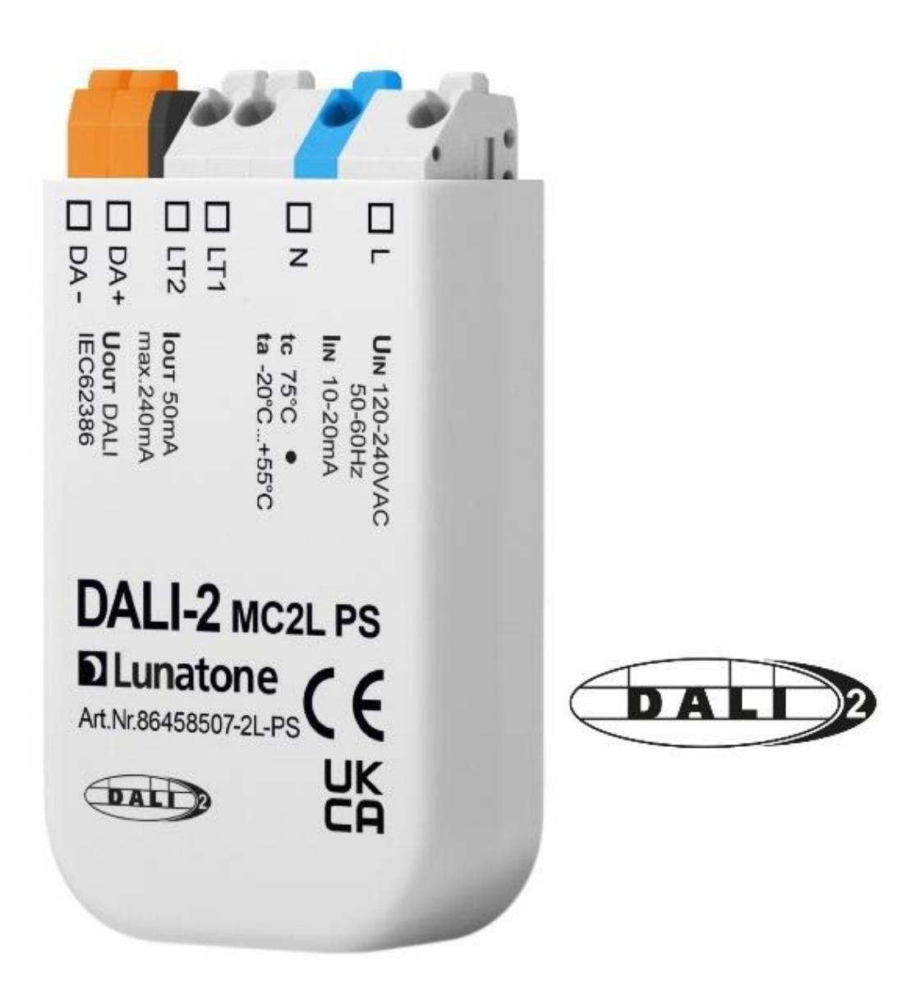 DA-
DA+
LT2
LT1
N
L
IOUT 50mA
max.240mA
UOUT DALI
IEC62386
tc 75°C
ta -20°C...+55°C
UIN 120-240VAC
50-60Hz
IIN 10-20mA
DALI-2 MC2L PS
Lunatone
CE
Art.Nr.86458507-2L-PS
UK
CA
DALI 2
DALI 2